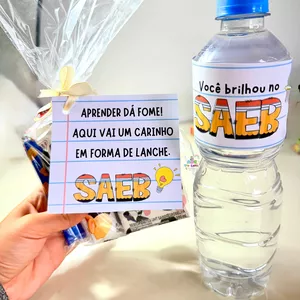 APRENDER DÁ FOME!
AQUI VAI UM CARINHO
EM FORMA DE LANCHE.
SAEB
Você brilhou no
SAEB